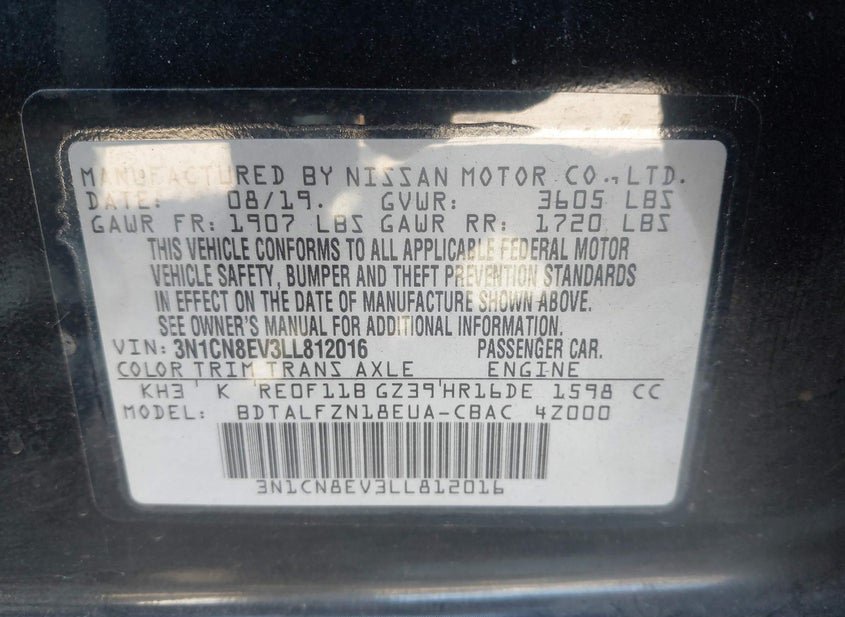 MANUFACTURED BY NISSAN MOTOR CO.,LTD.
DATE: 08/19. GVWR: 3605 LBS
GAWR FR: 1907 LBS GAWR RR: 1720 LBS
THIS VEHICLE CONFORMS TO ALL APPLICABLE FEDERAL MOTOR
VEHICLE SAFETY, BUMPER AND THEFT PREVENTION STANDARDS
IN EFFECT ON THE DATE OF MANUFACTURE SHOWN ABOVE.
SEE OWNER'S MANUAL FOR ADDITIONAL INFORMATION.
VIN: 3N1CN8EV3LL812016 PASSENGER CAR.
COLOR TRIM TRANS AXLE ENGINE
KH3 ' K ' RE0F11B GZ39'HR16DE 1598 CC
MODEL: BDTALFZN18EUA-CBAC 4Z000
3N1CN8EV3LL812016